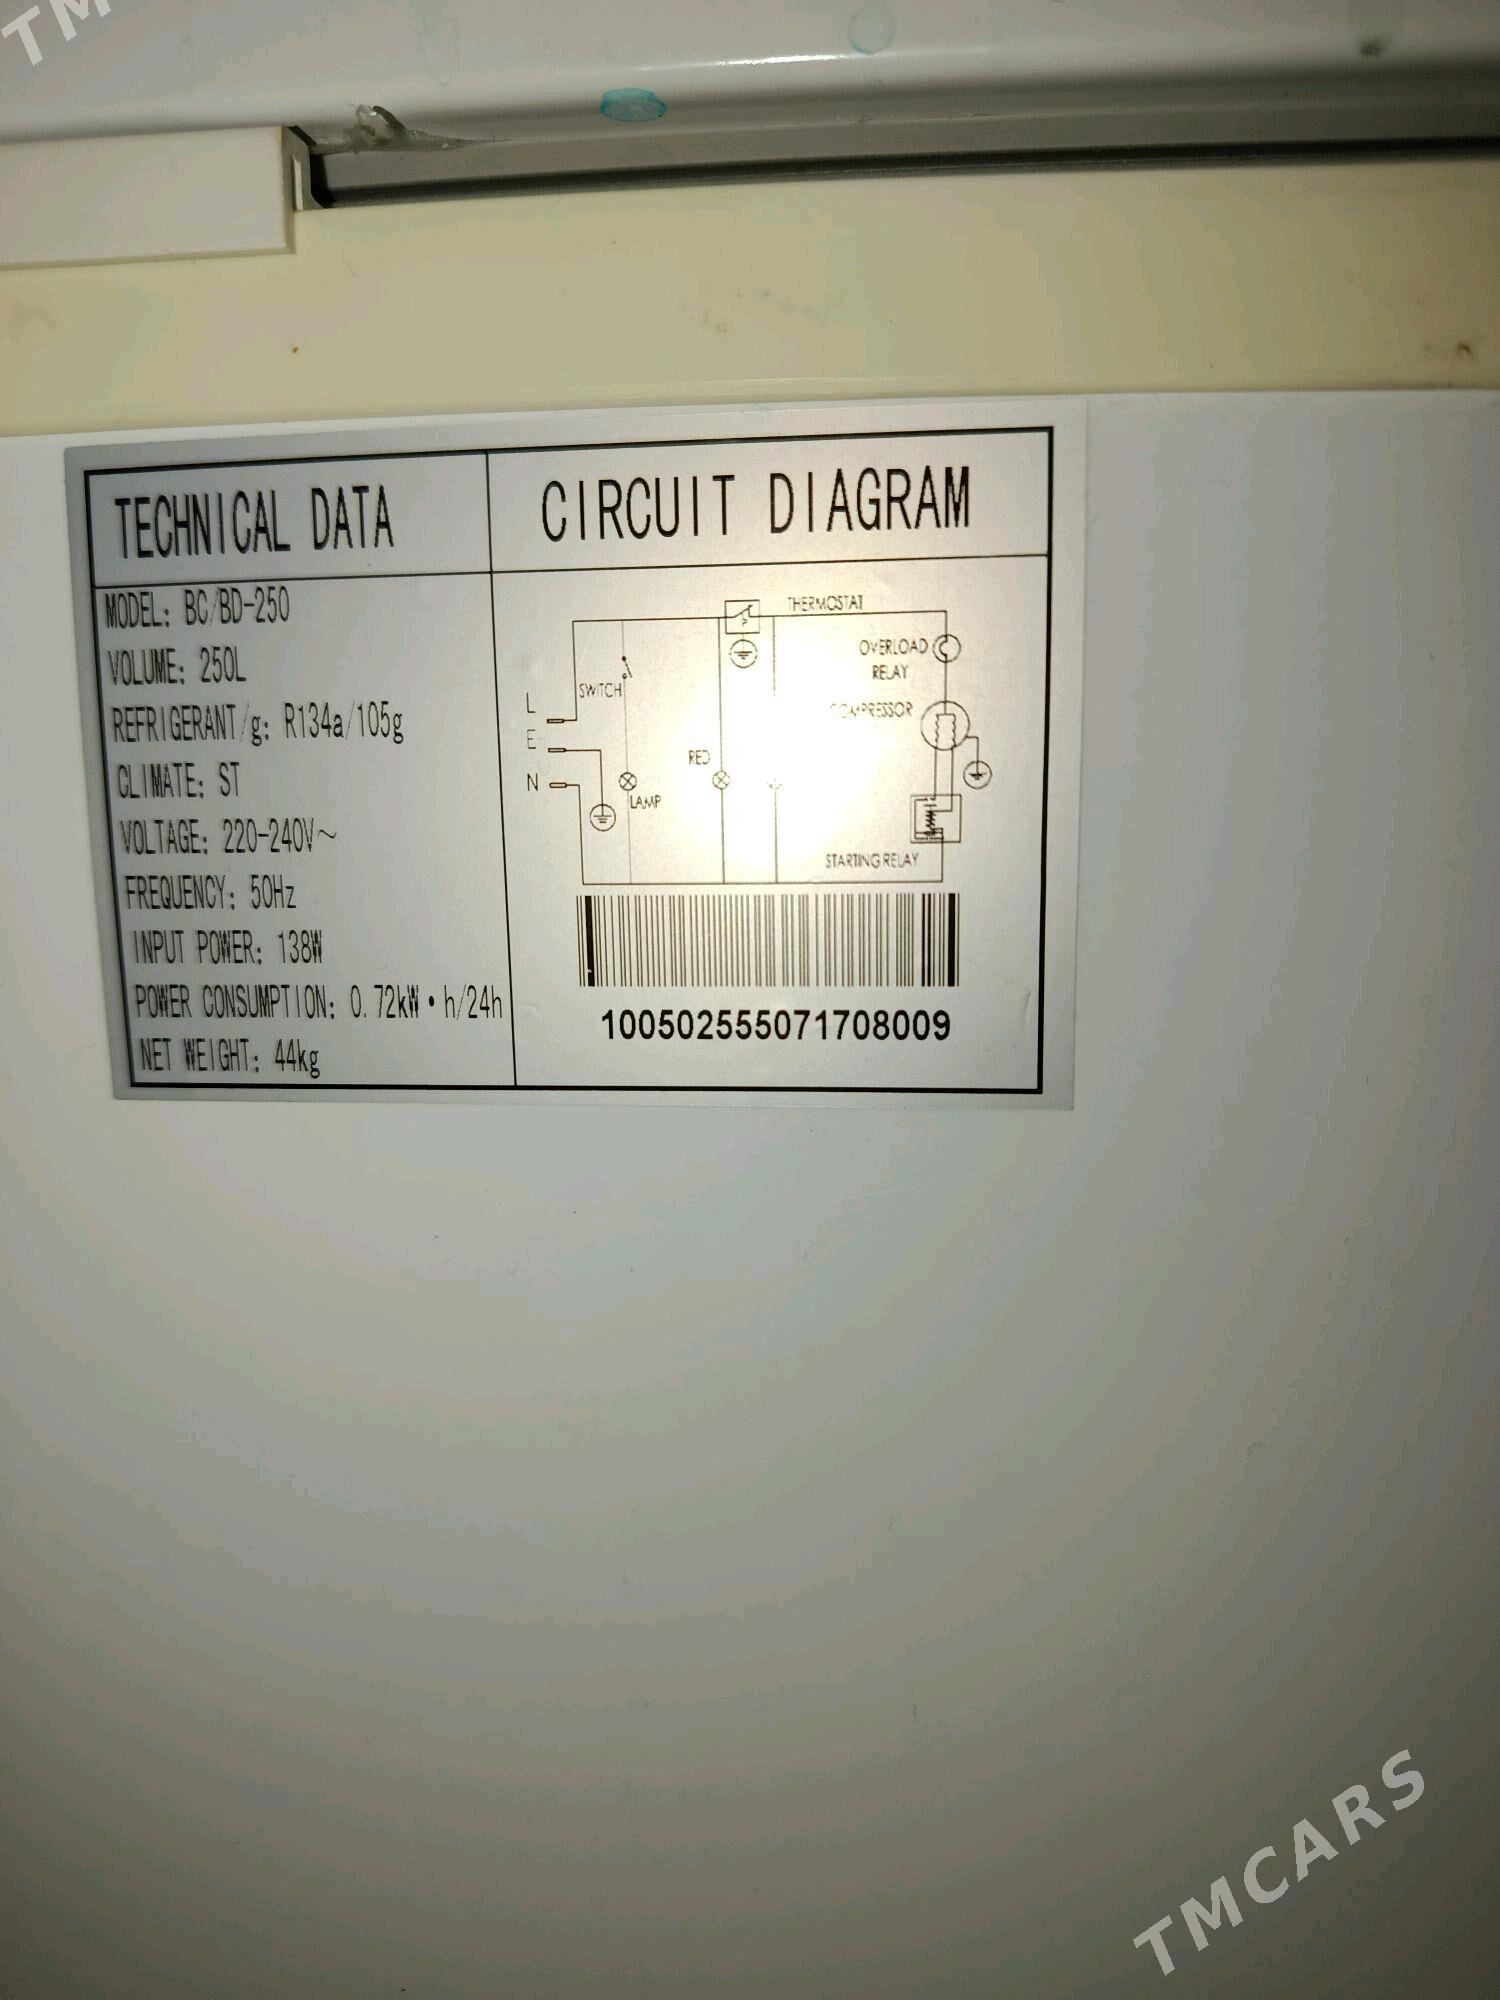 TM
TECHNICAL DATA
MODEL: BC/BD-250
VOLUME: 250L
REFRIGERANT/g: R134a/105g
CLIMATE: ST
VOLTAGE: 220-240V~
FREQUENCY: 50Hz
INPUT POWER: 138W
POWER CONSUMPTION: 0.72kW·h/24h
NET WEIGHT: 44kg
CIRCUIT DIAGRAM
THERMOSTAT
OVERLOAD
RELAY
SWITCH
L
COMPRESSOR
E
RED
N
LAMP
STARTING RELAY
100502555071708009
TMCARS